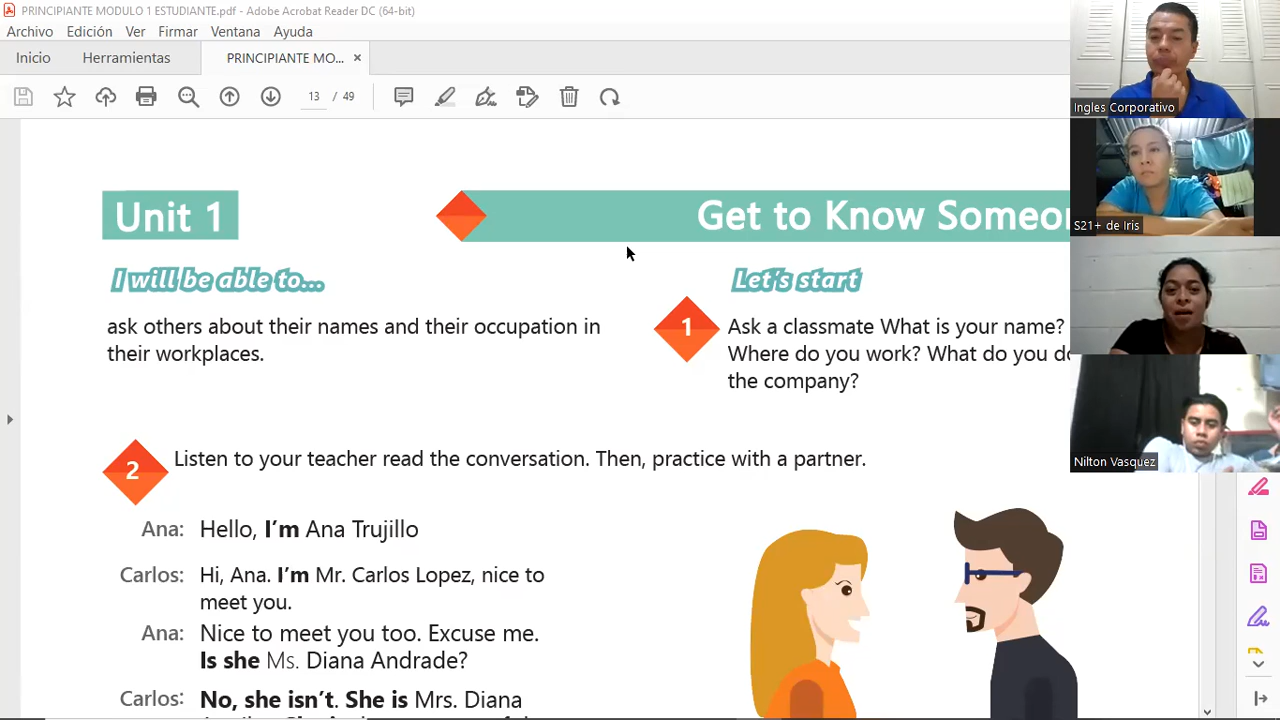 PRINCIPIANTE MODULO 1 ESTUDIANTE.pdf - Adobe Acrobat Reader DC (64-bit)
Archivo Edición Ver Firmar Ventana Ayuda
Inicio Herramientas PRINCIPIANTE MO... ×
13 / 49
Unit 1
Get to Know Someo
I will be able to...
ask others about their names and their occupation in
their workplaces.
Let's start
1
Ask a classmate What is your name?
Where do you work? What do you do
the company?
2
Listen to your teacher read the conversation. Then, practice with a partner.
Ana: Hello, I'm Ana Trujillo
Carlos: Hi, Ana. I'm Mr. Carlos Lopez, nice to
meet you.
Ana: Nice to meet you too. Excuse me.
Is she Ms. Diana Andrade?
Carlos: No, she isn't. She is Mrs. Diana
Ingles Corporativo
S21+ de Iris
Nilton Vasquez